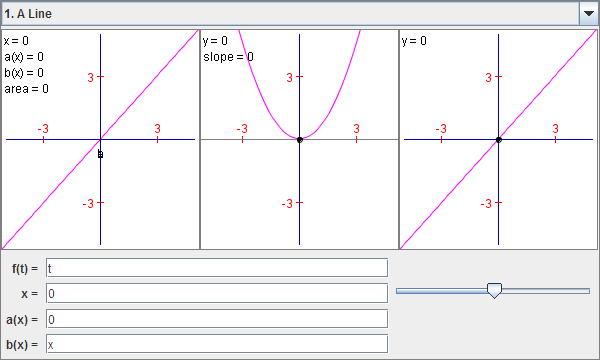 1. A Line
x = 0
a(x) = 0
b(x) = 0
area = 0
3
-3
3
-3
y = 0
slope = 0
3
-3
3
-3
y = 0
3
-3
3
-3
f(t) = t
x = 0
a(x) = 0
b(x) = x